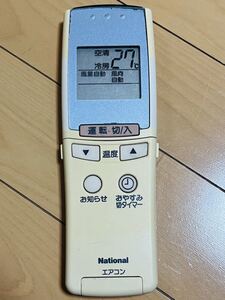 空清
冷房 27℃
風量自動 風向自動
運転 切/入
温度
お知らせ
おやすみ
切タイマー
National
エアコン